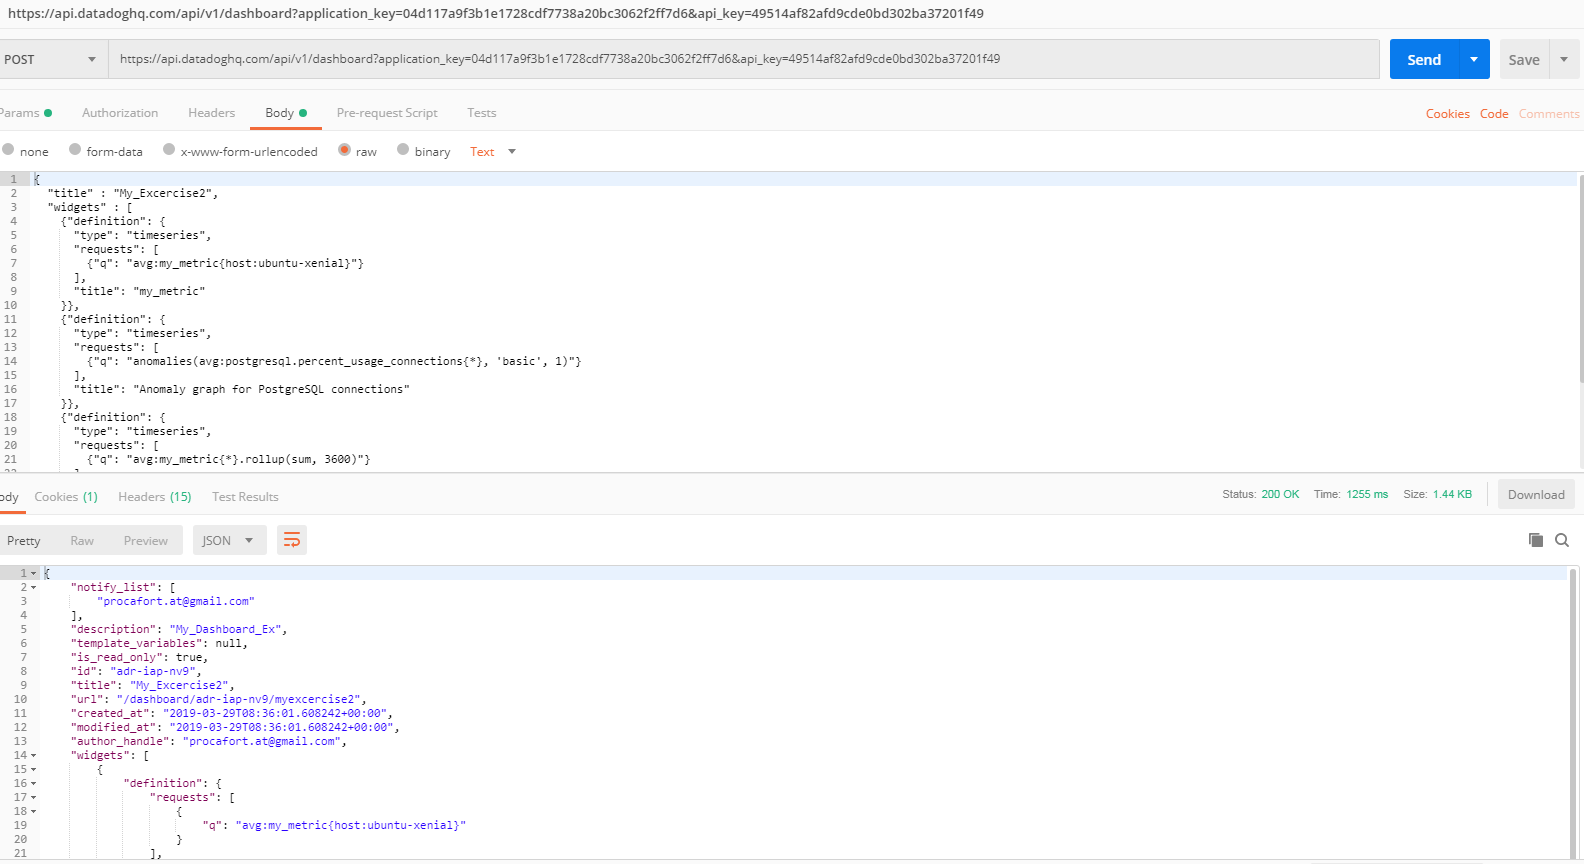 https://api.datadoghq.com/api/v1/dashboard?application_key=04d117a9f3b1e1728cdf7738a20bc3062f2ff7d6&api_key=49514af82afd9cde0bd302ba37201f49
POST https://api.datadoghq.com/api/v1/dashboard?application_key=04d117a9f3b1e1728cdf7738a20bc3062f2ff7d6&api_key=49514af82afd9cde0bd302ba37201f49 Send Save
Params Authorization Headers Body Pre-request Script Tests Cookies Code Comments
none form-data x-www-form-urlencoded raw binary Text
1 {
2 "title" : "My_Excercise2",
3 "widgets" : [
4 {"definition": {
5 "type": "timeseries",
6 "requests": [
7 {"q": "avg:my_metric{host:ubuntu-xenial}"}
8 ],
9 "title": "my_metric"
10 }},
11 {"definition": {
12 "type": "timeseries",
13 "requests": [
14 {"q": "anomalies(avg:postgresql.percent_usage_connections{*}, 'basic', 1)"}
15 ],
16 "title": "Anomaly graph for PostgreSQL connections"
17 }},
18 {"definition": {
19 "type": "timeseries",
20 "requests": [
21 {"q": "avg:my_metric{*}.rollup(sum, 3600)"}
ody Cookies (1) Headers (15) Test Results Status: 200 OK Time: 1255 ms Size: 1.44 KB Download
Pretty Raw Preview JSON
1 {
2 "notify_list": [
3 "procafort.at@gmail.com"
4 ],
5 "description": "My_Dashboard_Ex",
6 "template_variables": null,
7 "is_read_only": true,
8 "id": "adr-iap-nv9",
9 "title": "My_Excercise2",
10 "url": "/dashboard/adr-iap-nv9/myexcercise2",
11 "created_at": "2019-03-29T08:36:01.608242+00:00",
12 "modified_at": "2019-03-29T08:36:01.608242+00:00",
13 "author_handle": "procafort.at@gmail.com",
14 "widgets": [
15 {
16 "definition": {
17 "requests": [
18 {
19 "q": "avg:my_metric{host:ubuntu-xenial}"
20 }
21 ],